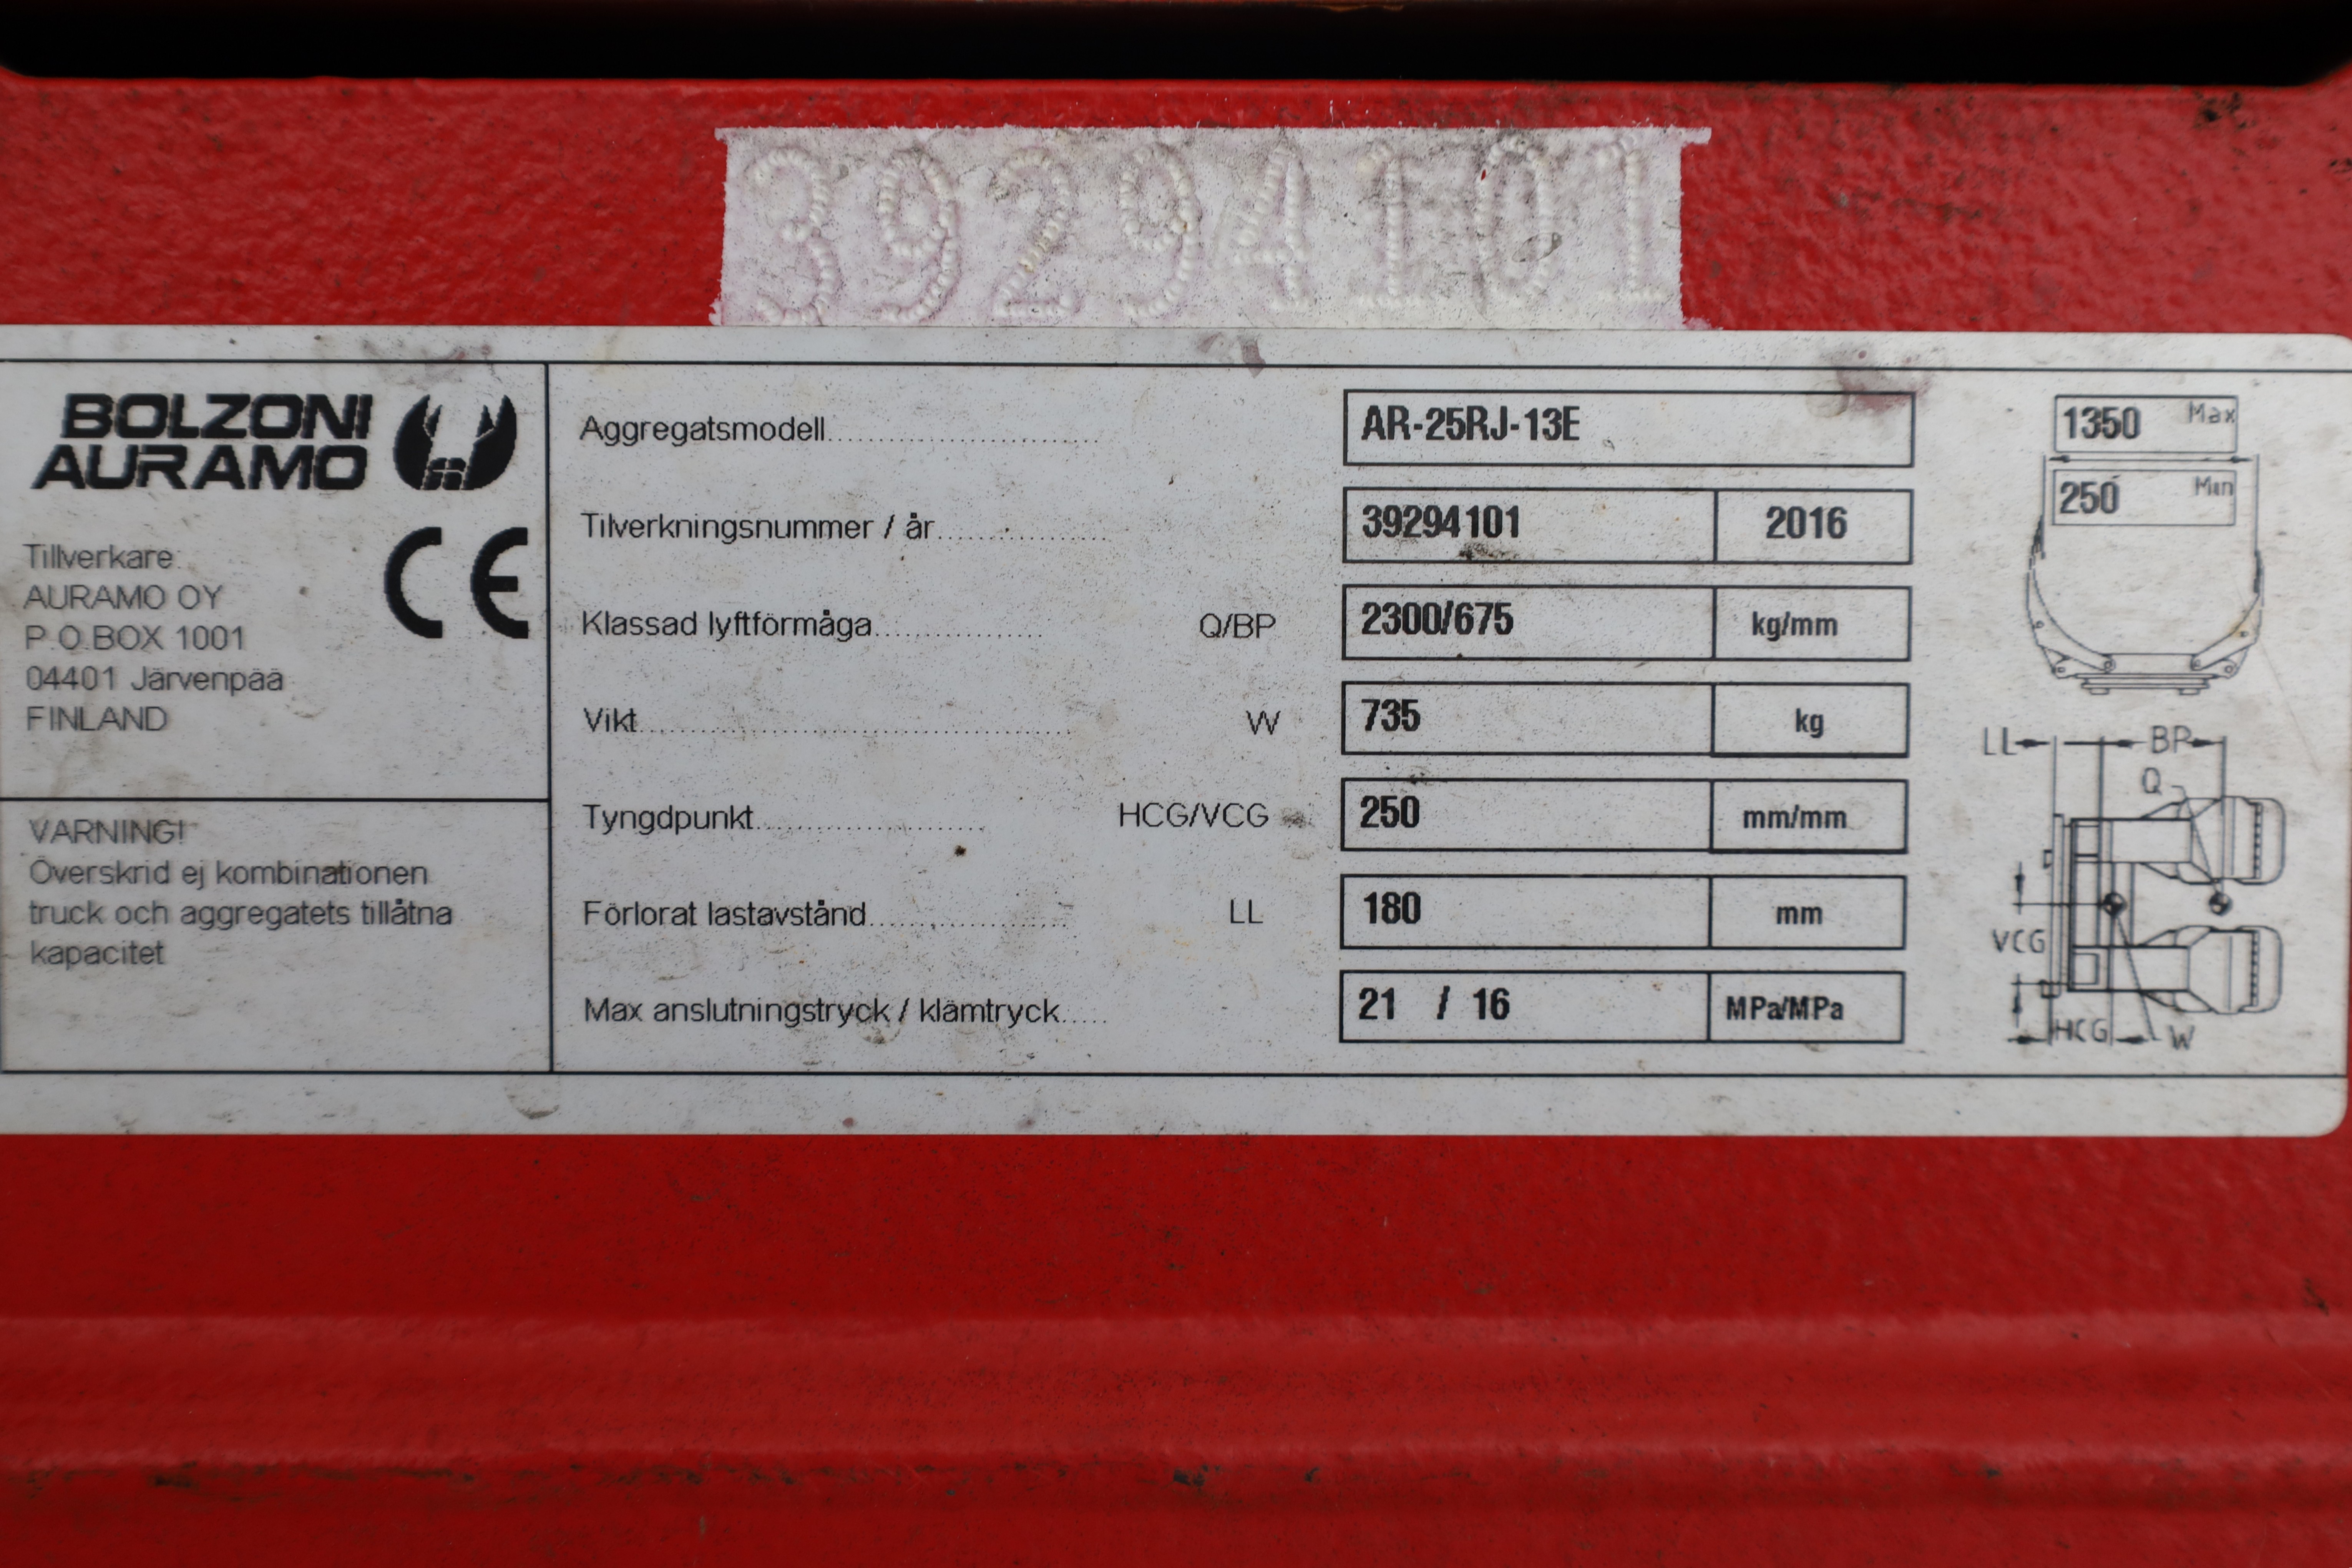 39294101
BOLZONI
AURAMO
CE
Tillverkare:
AURAMO OY
P.O.BOX 1001
04401 Järvenpää
FINLAND
VARNING!
Överskrid ej kombinationen
truck och aggregatets tillåtna
kapacitet
Aggregatsmodell AR-25RJ-13E
Tilverkningsnummer / år 39294101 2016
Klassad lyftförmåga Q/BP 2300/675 kg/mm
Vikt W 735 kg
Tyngdpunkt HCG/VCG 250 mm/mm
Förlorat lastavstånd LL 180 mm
Max anslutningstryck / klämtryck 21 / 16 MPa/MPa
1350 Max
250 Min
LL BP
Q
VCG
HCG W